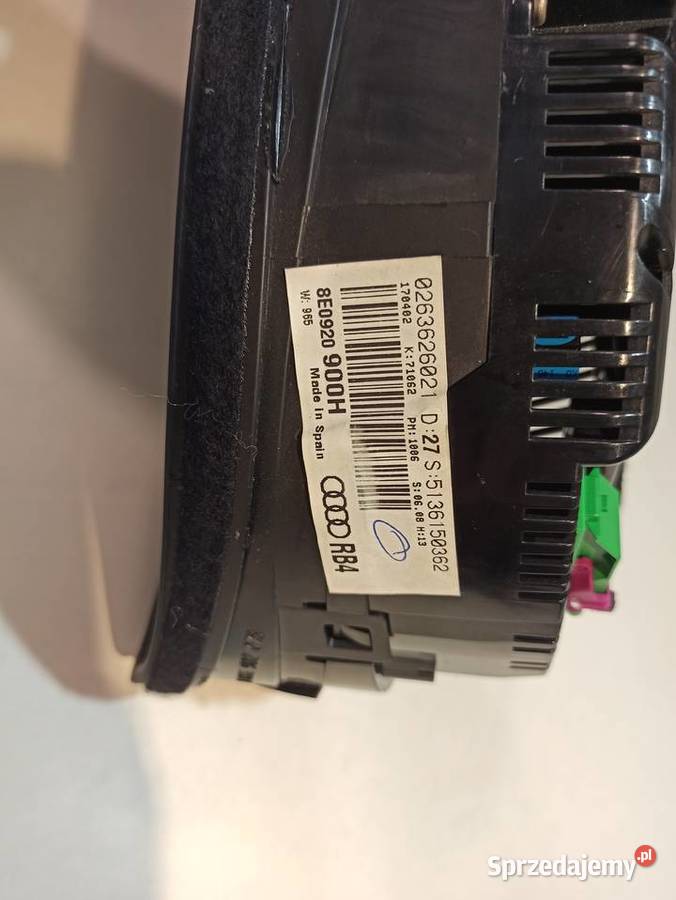 0263626021 D:27 S:5136150362
170402 K:71062 PM:1006 S:06.08 H:13
8E0920 900H RB4
W: 965 Made in Spain
Sprzedajemy.pl